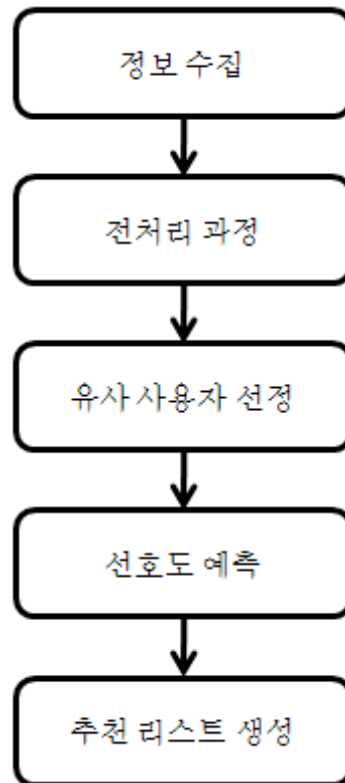 정보 수집
전처리 과정
유사 사용자 선정
선호도 예측
추천 리스트 생성